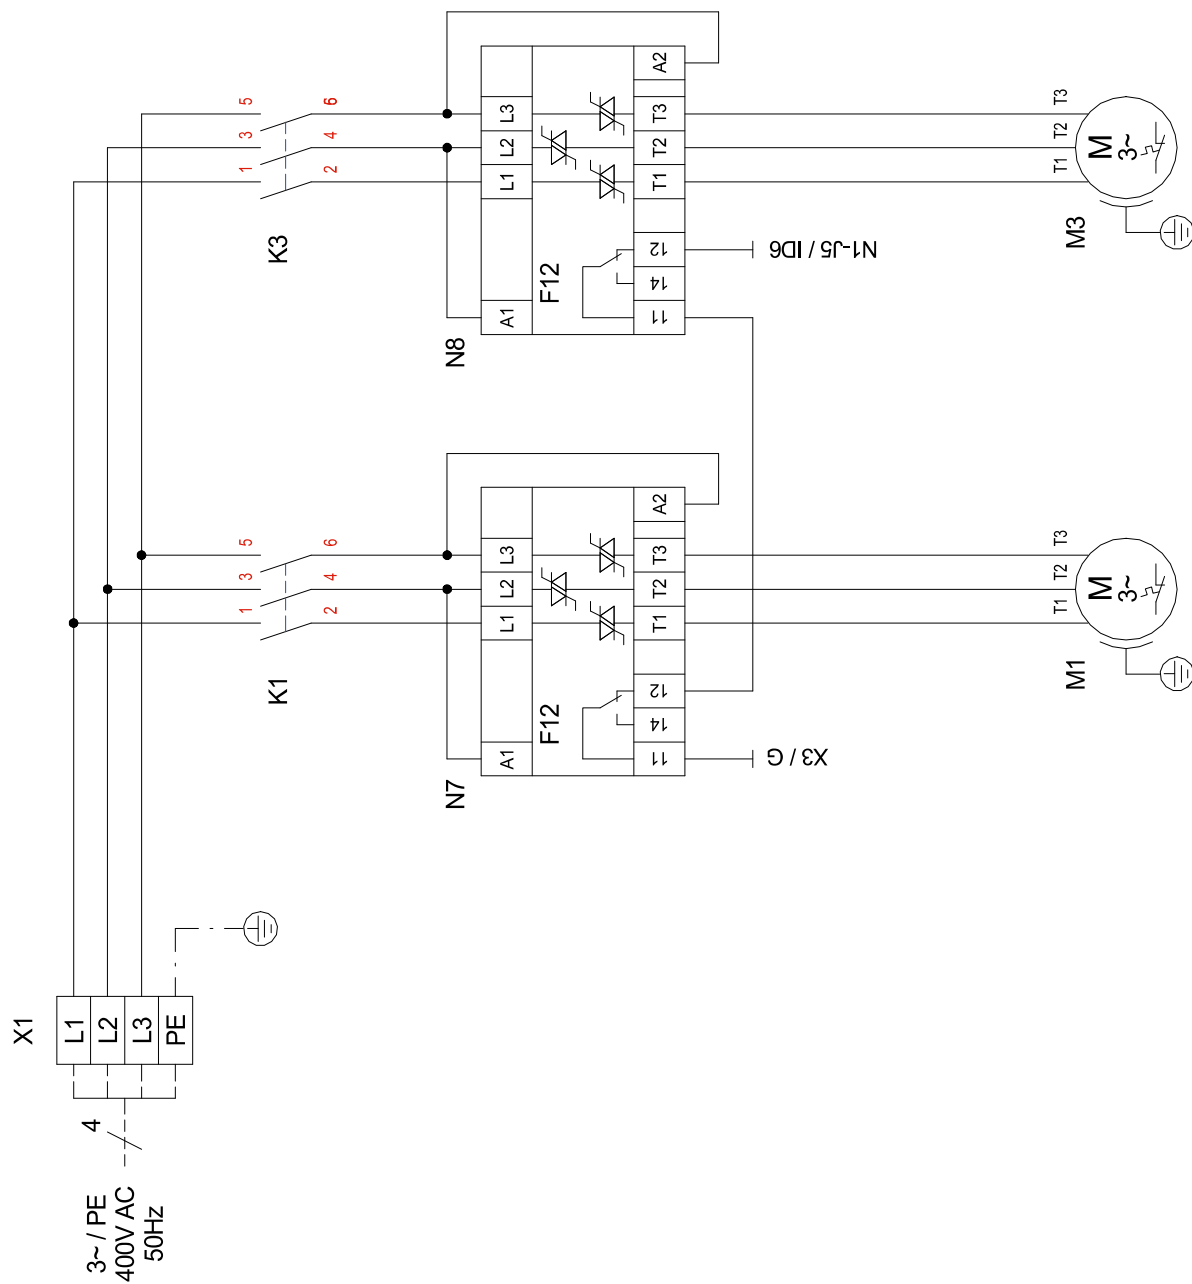 X1
L1
L2
L3
PE
4
3~ / PE
400V AC
50Hz
K1
1
3
5
2
4
6
N7
F12
A1
L1
L2
L3
A2
T3
T2
T1
12
14
11
X3 / G
T1
T2
T3
M
3~
M1
K3
1
3
5
2
4
6
N8
F12
A1
L1
L2
L3
A2
T3
T2
T1
12
14
11
N1-J5 / ID6
T1
T2
T3
M
3~
M3